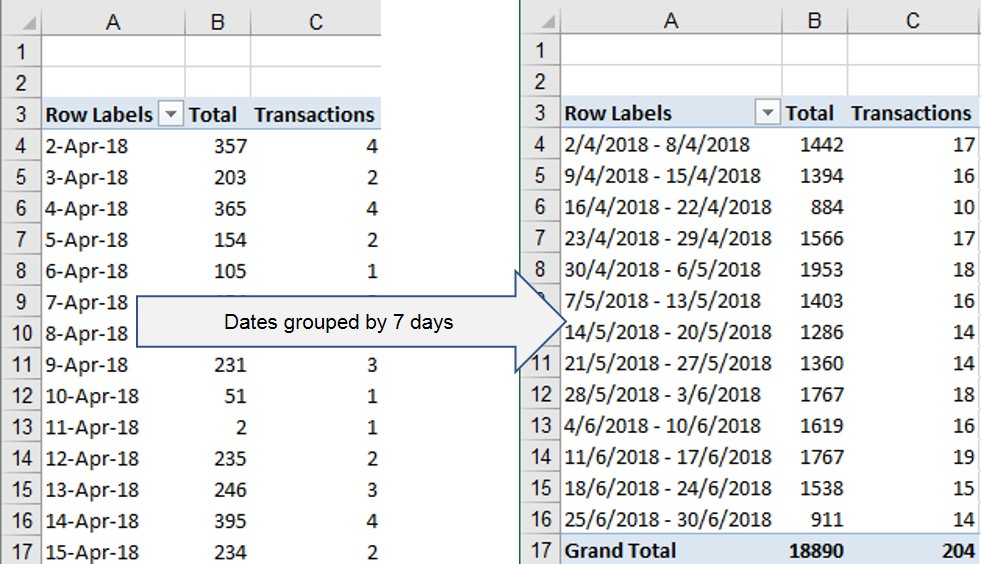 A B C
1
2
3 Row Labels Total Transactions
4 2-Apr-18 357 4
5 3-Apr-18 203 2
6 4-Apr-18 365 4
7 5-Apr-18 154 2
8 6-Apr-18 105 1
9 7-Apr-18
10 8-Apr-18
11 9-Apr-18 231 3
12 10-Apr-18 51 1
13 11-Apr-18 2 1
14 12-Apr-18 235 2
15 13-Apr-18 246 3
16 14-Apr-18 395 4
17 15-Apr-18 234 2
Dates grouped by 7 days
A B C
1
2
3 Row Labels Total Transactions
4 2/4/2018 - 8/4/2018 1442 17
5 9/4/2018 - 15/4/2018 1394 16
6 16/4/2018 - 22/4/2018 884 10
7 23/4/2018 - 29/4/2018 1566 17
8 30/4/2018 - 6/5/2018 1953 18
7/5/2018 - 13/5/2018 1403 16
14/5/2018 - 20/5/2018 1286 14
11 21/5/2018 - 27/5/2018 1360 14
12 28/5/2018 - 3/6/2018 1767 18
13 4/6/2018 - 10/6/2018 1619 16
14 11/6/2018 - 17/6/2018 1767 19
15 18/6/2018 - 24/6/2018 1538 15
16 25/6/2018 - 30/6/2018 911 14
17 Grand Total 18890 204